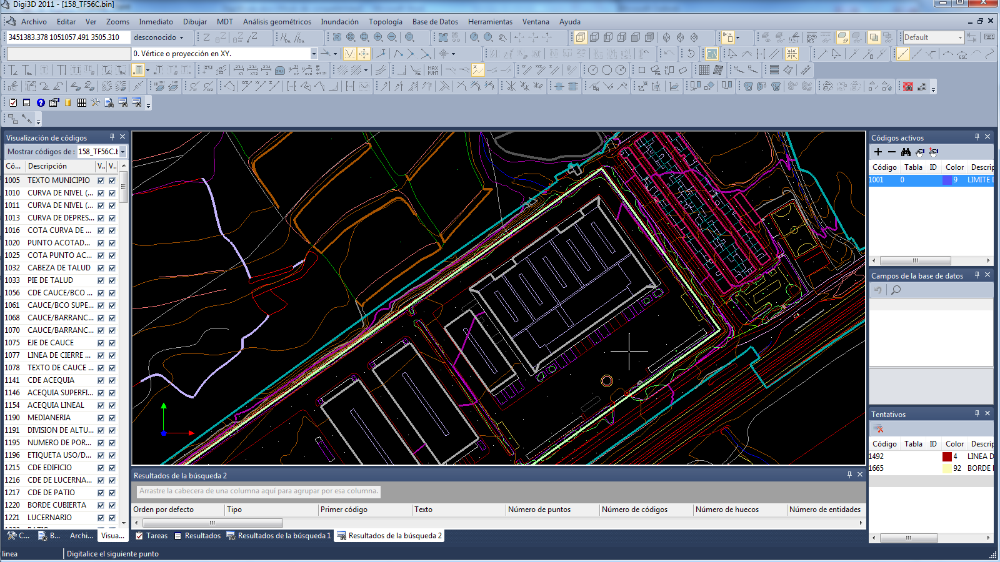 Digi3D 2011 - [158_TF56C.bin]
Archivo Editar Ver Zooms Inmediato Dibujar MDT Análisis geométricos Inundación Topología Base de Datos Herramientas Ventana Ayuda
3451383.378 1051057.491 3505.310 desconocido
Default
0. Vértice o proyección en XY.
MAX PUNT
Visualización de códigos
Mostrar códigos de : 158_TF56C.b
Có... Descripción V.. V..
1005 TEXTO MUNICIPIO
1010 CURVA DE NIVEL (...
1011 CURVA DE NIVEL (...
1013 CURVA DE DEPRES...
1016 COTA CURVA DE ...
1020 PUNTO ACOTAD...
1025 COTA PUNTO AC...
1032 CABEZA DE TALUD
1033 PIE DE TALUD
1056 CDE CAUCE/BCO ...
1061 CAUCE/BCO SUPE...
1068 CAUCE/BARRANC...
1070 CAUCE/BARRANC...
1075 EJE DE CAUCE
1077 LINEA DE CIERRE ...
1078 TEXTO DE CAUCE ...
1141 CDE ACEQUIA
1146 ACEQUIA SUPERFI...
1154 ACEQUIA LINEAL
1190 MEDIANERIA
1191 DIVISION DE ALTU...
1195 NUMERO DE POR...
1196 ETIQUETA USO/D...
1215 CDE EDIFICIO
1216 CDE DE LUCERNA...
1217 CDE DE PATIO
1220 BORDE CUBIERTA
1221 LUCERNARIO
C... B... Archi... Visua...
Códigos activos
Código Tabla ID Color Descrip
1001 0 9 LIMITE D
Campos de la base de datos
Tentativos
Código Tabla ID Color Descrip
1492 4 LINEA D
1665 92 BORDE I
Resultados de la búsqueda 2
Arrastre la cabecera de una columna aquí para agrupar por esa columna.
Orden por defecto Tipo Primer código Texto Número de puntos Número de códigos Número de huecos Número de entidades
Tareas Resultados Resultados de la búsqueda 1 Resultados de la búsqueda 2
linea Digitalice el siguiente punto